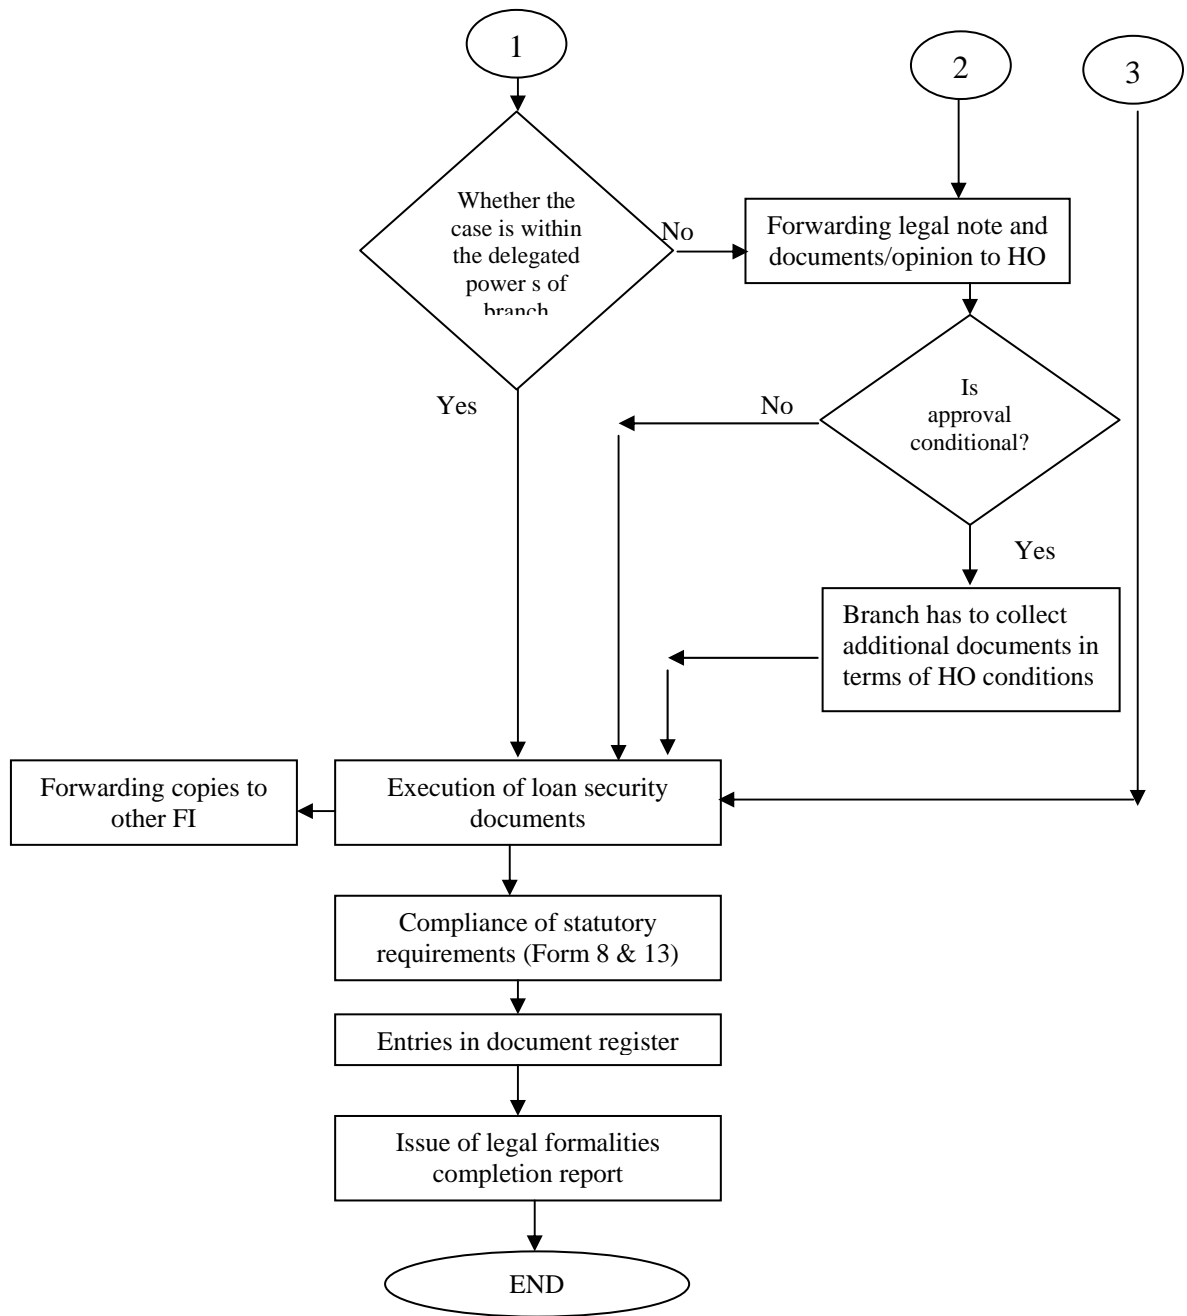 1
2
3
Whether the
case is within
the delegated
power s of
branch
No
Forwarding legal note and
documents/opinion to HO
Yes
No
Is
approval
conditional?
Yes
Branch has to collect
additional documents in
terms of HO conditions
Forwarding copies to
other FI
Execution of loan security
documents
Compliance of statutory
requirements (Form 8 & 13)
Entries in document register
Issue of legal formalities
completion report
END